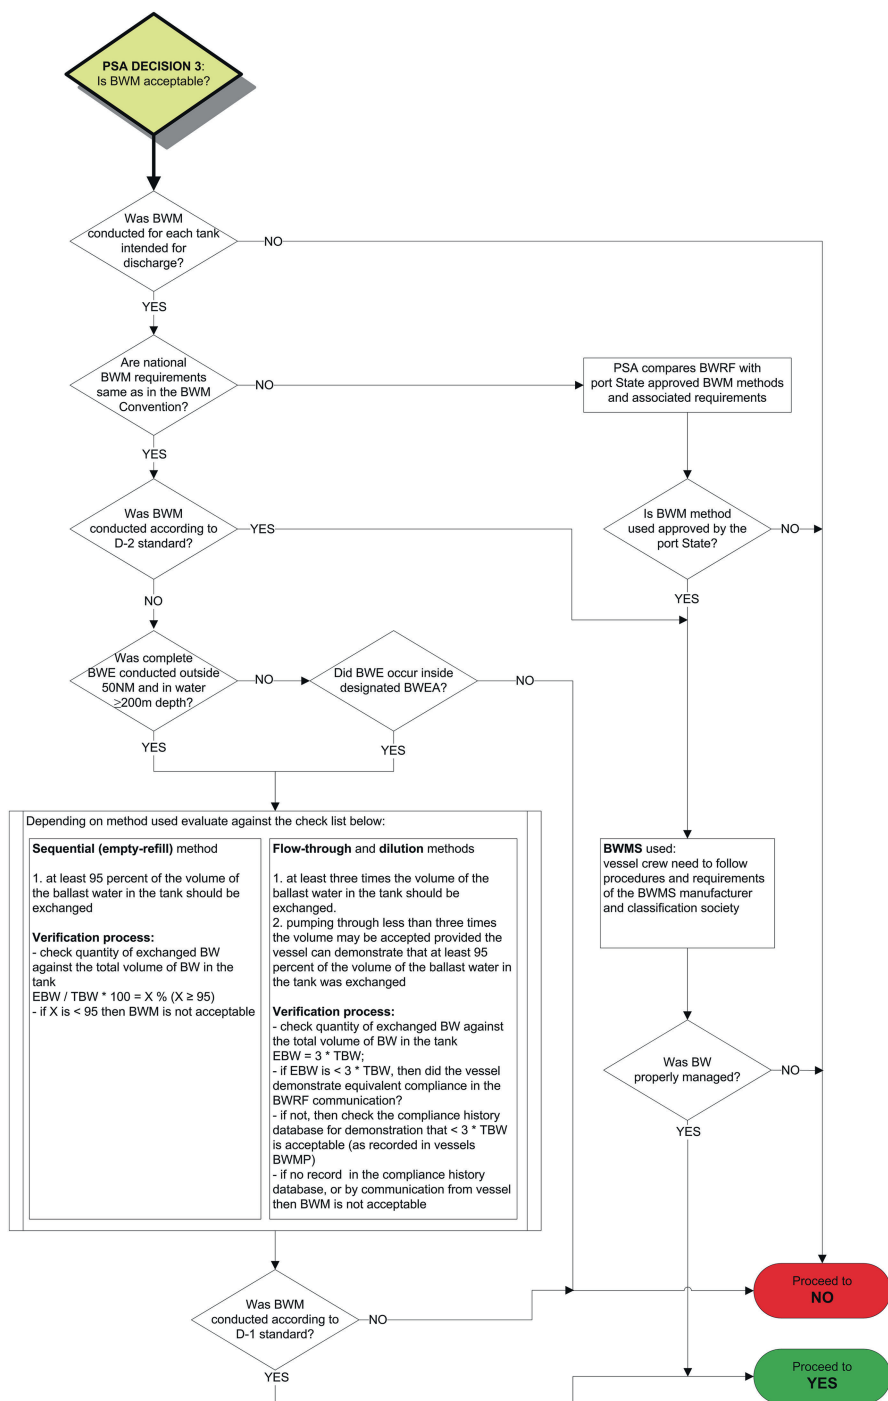 PSA DECISION 3:
Is BWM acceptable?
Was BWM
conducted for each tank
intended for
discharge?
NO
YES
Are national
BWM requirements
same as in the BWM
Convention?
NO
PSA compares BWRF with
port State approved BWM methods
and associated requirements
YES
Was BWM
conducted according to
D-2 standard?
YES
Is BWM method
used approved by the
port State?
NO
NO
YES
Was complete
BWE conducted outside
50NM and in water
≥200m depth?
NO
Did BWE occur inside
designated BWEA?
NO
YES
YES
Depending on method used evaluate against the check list below:
Sequential (empty-refill) method
1. at least 95 percent of the volume of
the ballast water in the tank should be
exchanged
Verification process:
- check quantity of exchanged BW
against the total volume of BW in the
tank
EBW / TBW * 100 = X % (X ≥ 95)
- if X is < 95 then BWM is not acceptable
Flow-through and dilution methods
1. at least three times the volume of the
ballast water in the tank should be
exchanged.
2. pumping through less than three times
the volume may be accepted provided the
vessel can demonstrate that at least 95
percent of the volume of the ballast water in
the tank was exchanged
Verification process:
- check quantity of exchanged BW against
the total volume of BW in the tank
EBW = 3 * TBW;
- if EBW is < 3 * TBW, then did the vessel
demonstrate equivalent compliance in the
BWRF communication?
- if not, then check the compliance history
database for demonstration that < 3 * TBW
is acceptable (as recorded in vessels
BWMP)
- if no record in the compliance history
database, or by communication from vessel
then BWM is not acceptable
BWMS used:
vessel crew need to follow
procedures and requirements
of the BWMS manufacturer
and classification society
Was BW
properly managed?
NO
YES
Was BWM
conducted according to
D-1 standard?
NO
YES
Proceed to
NO
Proceed to
YES